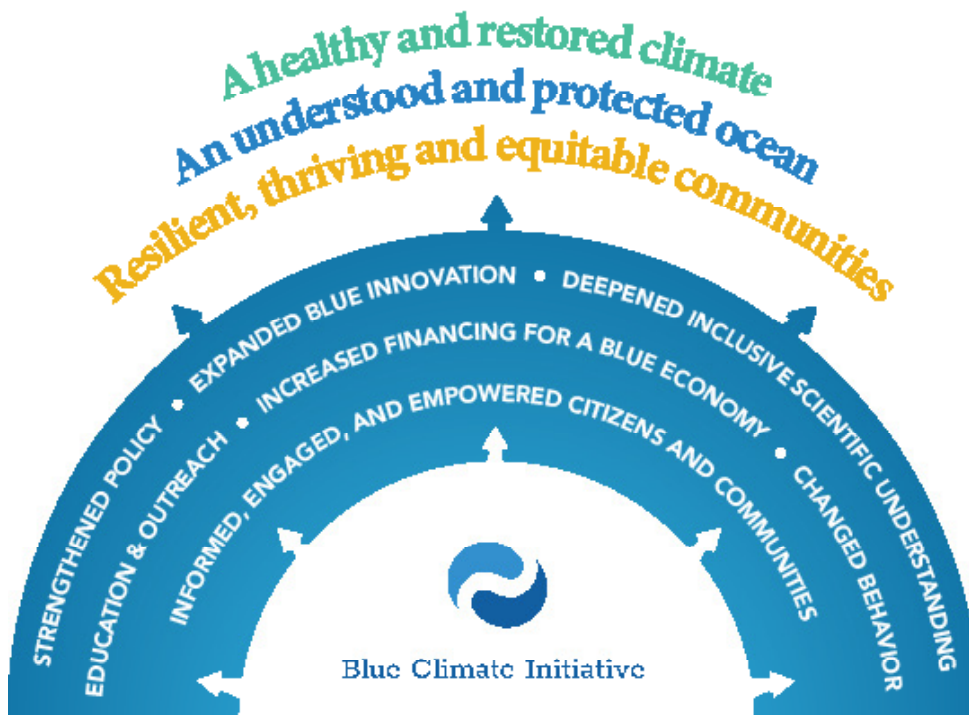 A healthy and restored climate
An understood and protected ocean
Resilient, thriving and equitable communities
STRENGTHENED POLICY • EXPANDED BLUE INNOVATION • DEEPENED INCLUSIVE SCIENTIFIC UNDERSTANDING
EDUCATION & OUTREACH • INCREASED FINANCING FOR A BLUE ECONOMY • CHANGED BEHAVIOR
INFORMED, ENGAGED, AND EMPOWERED CITIZENS AND COMMUNITIES
Blue Climate Initiative